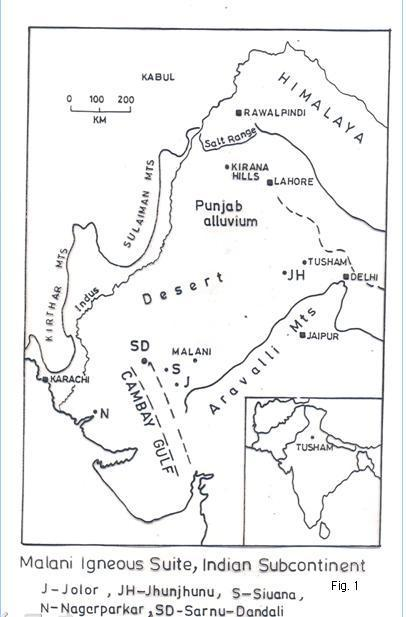 KABUL
0 100 200
KM
HIMALAYA
RAWALPINDI
Salt Range
KIRANA
HILLS
LAHORE
SULAIMAN MTS
Punjab
alluvium
KIRTHAR MTS
Indus
Desert
TUSHAM
JH
DELHI
Aravalli Mts
JAIPUR
SD
MALANI
S
J
KARACHI
CAMBAY GULF
N
TUSHAM
Malani Igneous Suite, Indian Subcontinent
J-Jolor, JH-Jhunjhunu, S-Siuana,
Fig. 1
N-Nagarparkar, SD-Sarnu-Dandali